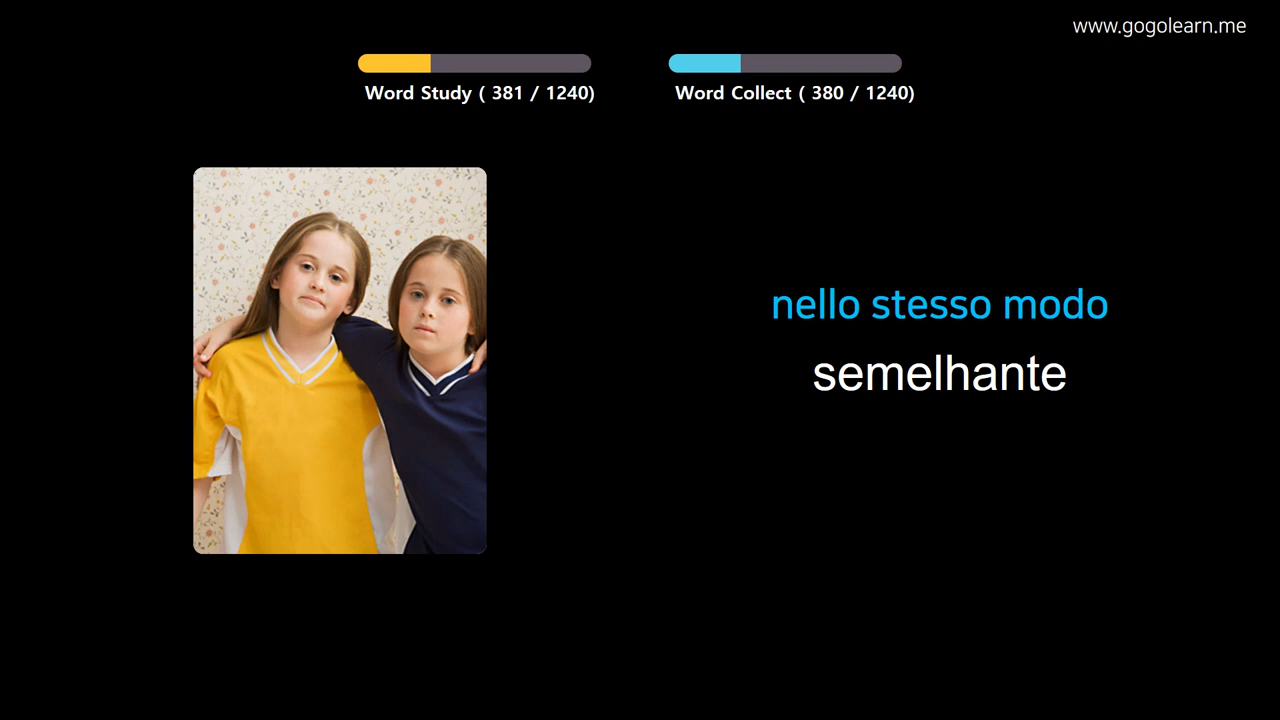 www.gogolearn.me
Word Study ( 381 / 1240)
Word Collect ( 380 / 1240)
nello stesso modo
semelhante